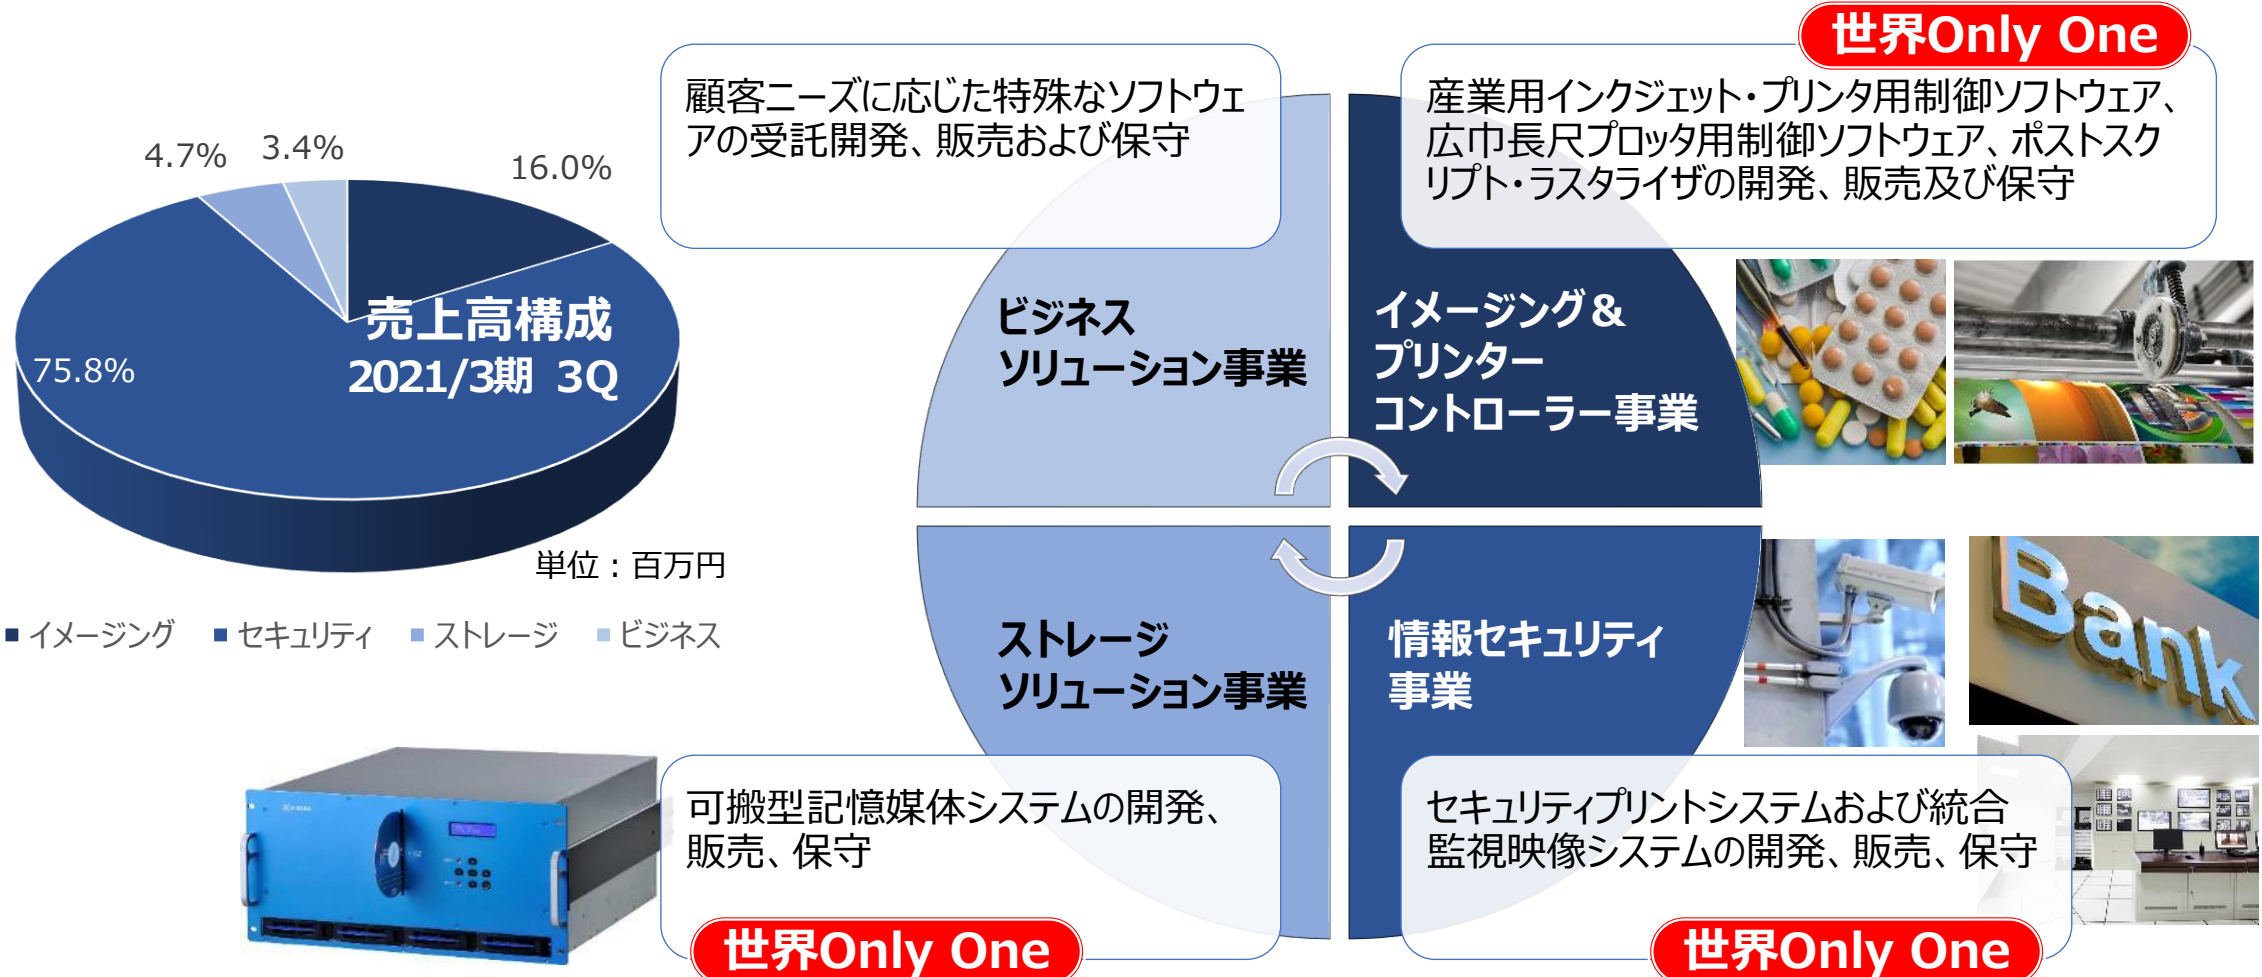 4.7%
3.4%
16.0%
75.8%
売上高構成
2021/3期 3Q
単位：百万円
イメージング
セキュリティ
ストレージ
ビジネス
顧客ニーズに応じた特殊なソフトウェ
アの受託開発、販売および保守
世界Only One
産業用インクジェット・プリンタ用制御ソフトウェア、
広巾長尺プロッタ用制御ソフトウェア、ポストスク
リプト・ラスタライザの開発、販売及び保守
ビジネス
ソリューション事業
イメージング＆
プリンター
コントローラー事業
ストレージ
ソリューション事業
情報セキュリティ
事業
Bank
可搬型記憶媒体システムの開発、
販売、保守
世界Only One
セキュリティプリントシステムおよび統合
監視映像システムの開発、販売、保守
世界Only One